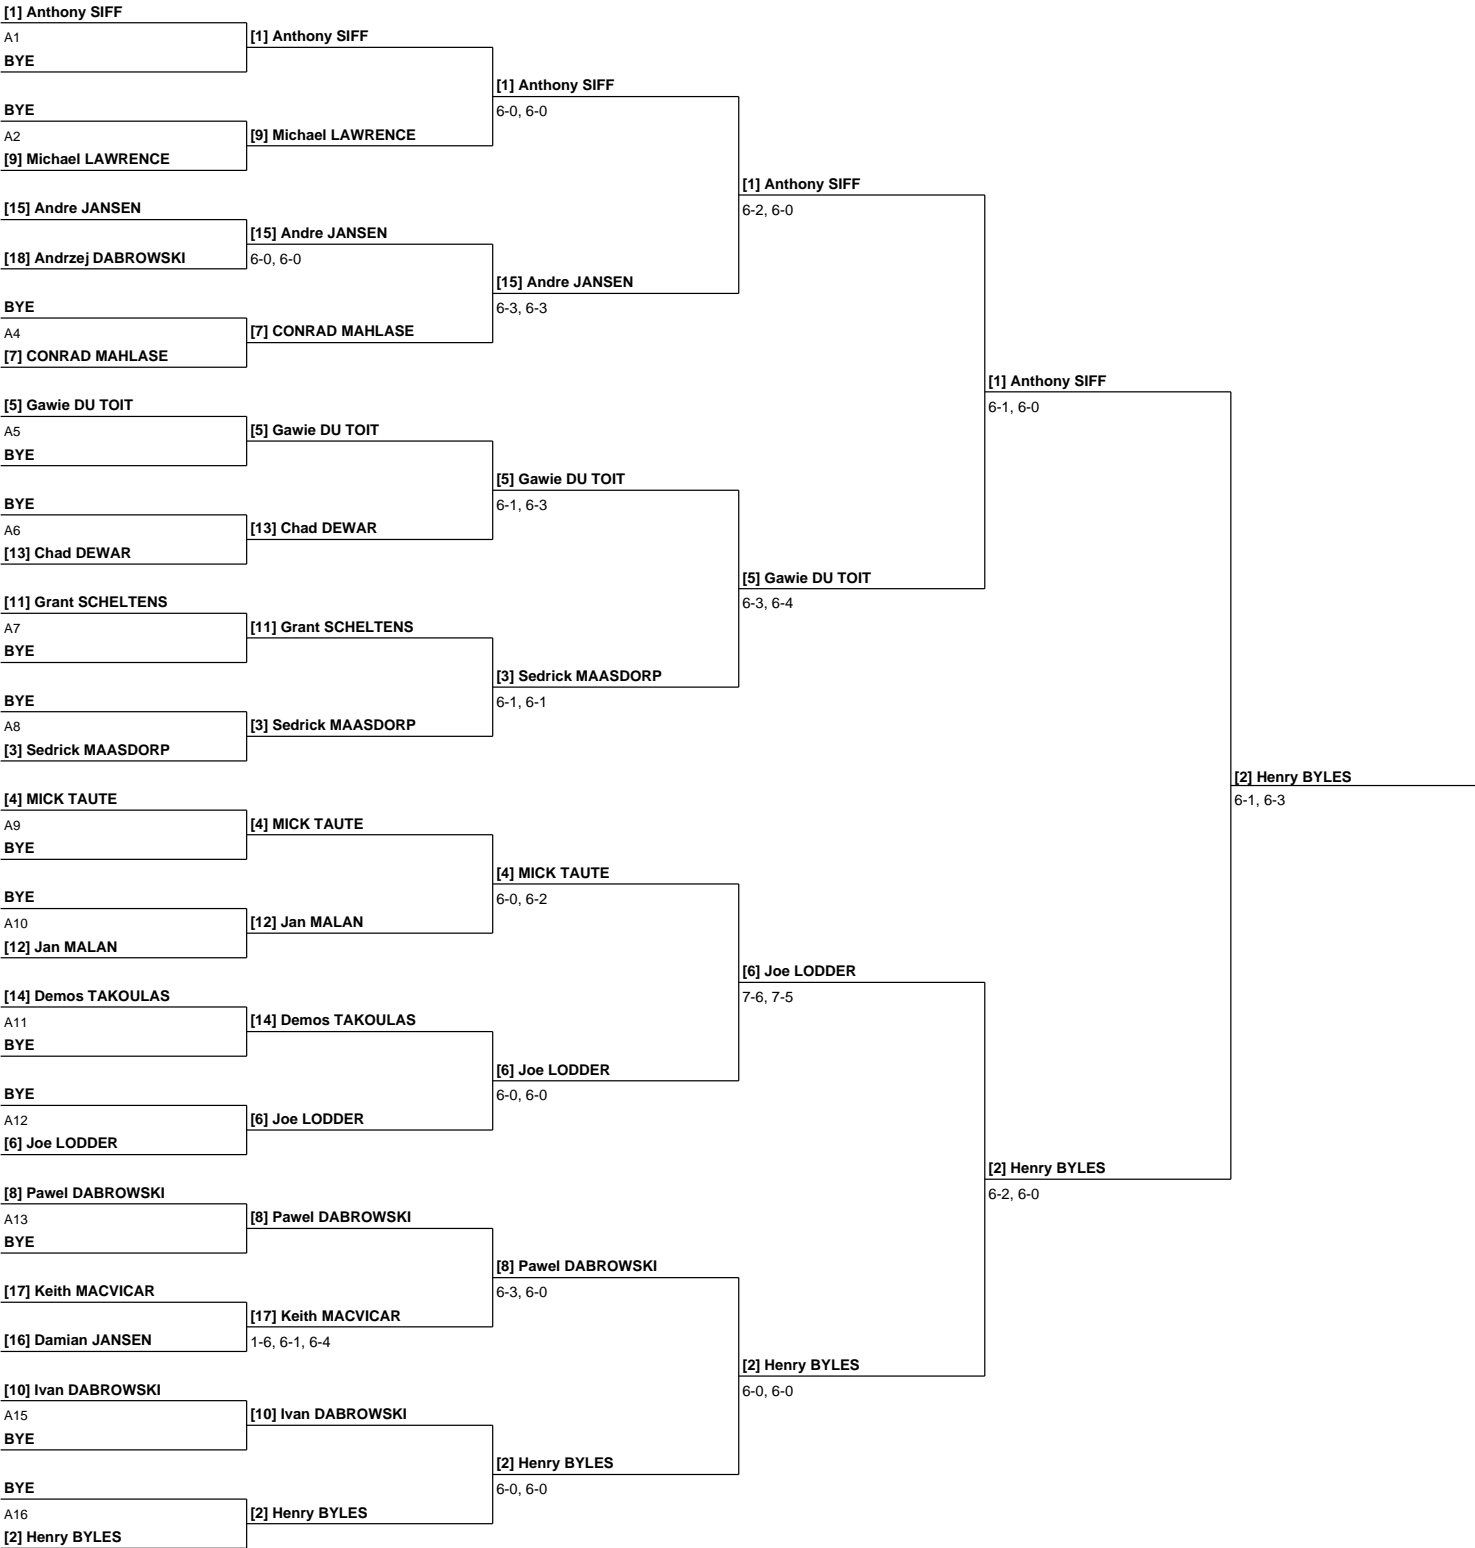 [1] Anthony SIFF
A1
BYE
BYE
A2
[9] Michael LAWRENCE
[15] Andre JANSEN
[18] Andrzej DABROWSKI
BYE
A4
[7] CONRAD MAHLASE
[5] Gawie DU TOIT
A5
BYE
BYE
A6
[13] Chad DEWAR
[11] Grant SCHELTENS
A7
BYE
BYE
A8
[3] Sedrick MAASDORP
[4] MICK TAUTE
A9
BYE
BYE
A10
[12] Jan MALAN
[14] Demos TAKOULAS
A11
BYE
BYE
A12
[6] Joe LODDER
[8] Pawel DABROWSKI
A13
BYE
[17] Keith MACVICAR
[16] Damian JANSEN
[10] Ivan DABROWSKI
A15
BYE
BYE
A16
[2] Henry BYLES
[1] Anthony SIFF
[9] Michael LAWRENCE
[15] Andre JANSEN
6-0, 6-0
[7] CONRAD MAHLASE
[5] Gawie DU TOIT
[13] Chad DEWAR
[11] Grant SCHELTENS
[3] Sedrick MAASDORP
[4] MICK TAUTE
[12] Jan MALAN
[14] Demos TAKOULAS
[6] Joe LODDER
[8] Pawel DABROWSKI
[17] Keith MACVICAR
1-6, 6-1, 6-4
[10] Ivan DABROWSKI
[2] Henry BYLES
[1] Anthony SIFF
6-0, 6-0
[15] Andre JANSEN
6-3, 6-3
[5] Gawie DU TOIT
6-1, 6-3
[3] Sedrick MAASDORP
6-1, 6-1
[4] MICK TAUTE
6-0, 6-2
[6] Joe LODDER
6-0, 6-0
[8] Pawel DABROWSKI
6-3, 6-0
[2] Henry BYLES
6-0, 6-0
[1] Anthony SIFF
6-2, 6-0
[5] Gawie DU TOIT
6-3, 6-4
[6] Joe LODDER
7-6, 7-5
[2] Henry BYLES
6-0, 6-0
[1] Anthony SIFF
6-1, 6-0
[2] Henry BYLES
6-2, 6-0
[2] Henry BYLES
6-1, 6-3